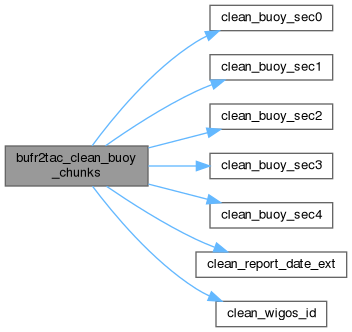 clean_buoy_sec0
clean_buoy_sec1
clean_buoy_sec2
bufr2tac_clean_buoy
_chunks
clean_buoy_sec3
clean_buoy_sec4
clean_report_date_ext
clean_wigos_id